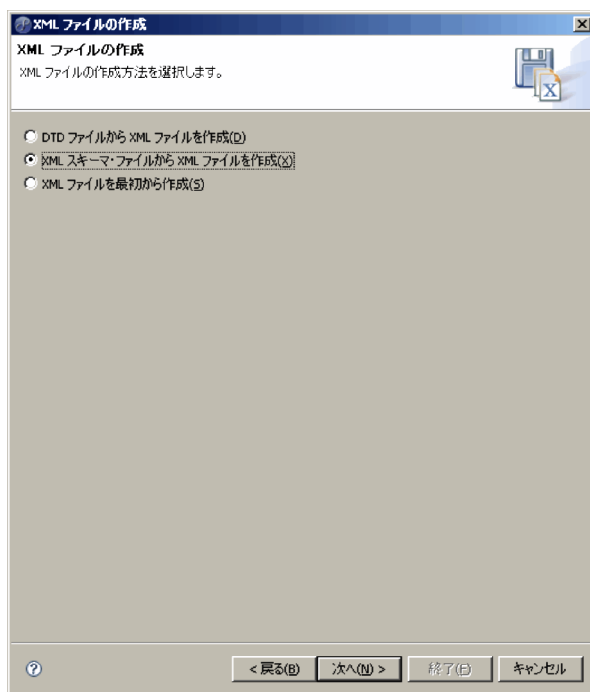 XML ファイルの作成
XML ファイルの作成
XML ファイルの作成方法を選択します。
X
DTD ファイルから XML ファイルを作成(D)
XML スキーマ・ファイルから XML ファイルを作成(X)
XML ファイルを最初から作成(S)
?
< 戻る(B)
次へ(N) >
終了(F)
キャンセル